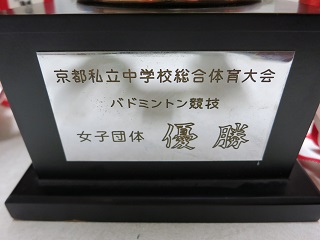 京都私立中学校総合体育大会
バドミントン競技
女子団体 優勝